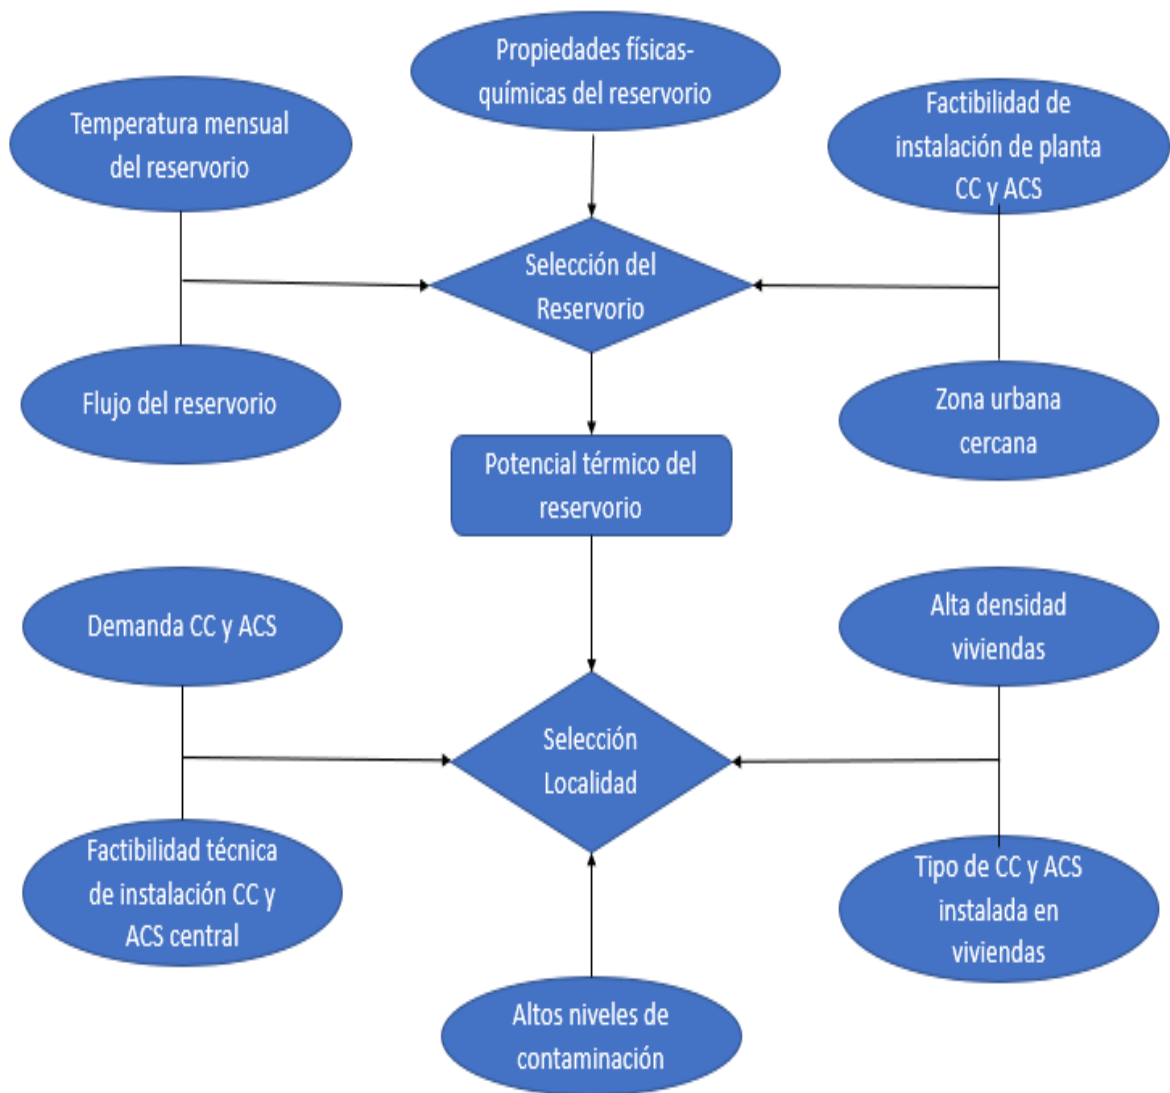 Propiedades físicas-
químicas del reservorio
Temperatura mensual
del reservorio
Factibilidad de
instalación de planta
CC y ACS
Selección del
Reservorio
Flujo del reservorio
Zona urbana
cercana
Potencial térmico del
reservorio
Demanda CC y ACS
Alta densidad
viviendas
Selección
Localidad
Factibilidad técnica
de instalación CC y
ACS central
Tipo de CC y ACS
instalada en
viviendas
Altos niveles de
contaminación